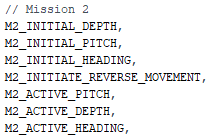 // Mission 2
M2_INITIAL_DEPTH,
M2_INITIAL_PITCH,
M2_INITIAL_HEADING,
M2_INITIATE_REVERSE_MOVEMENT,
M2_ACTIVE_PITCH,
M2_ACTIVE_DEPTH,
M2_ACTIVE_HEADING,